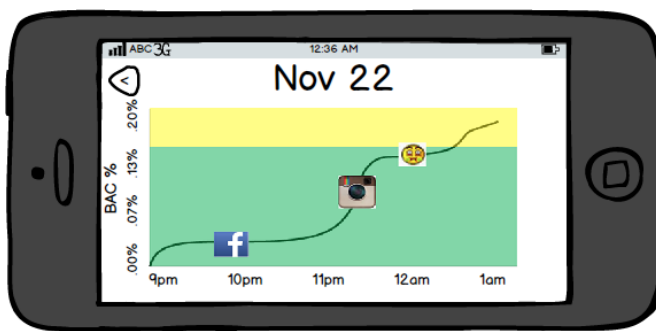 ABC 3G 12:36 AM
<
Nov 22
BAC %
.20%
.13%
.07%
.00%
f
9pm 10pm 11pm 12am 1am